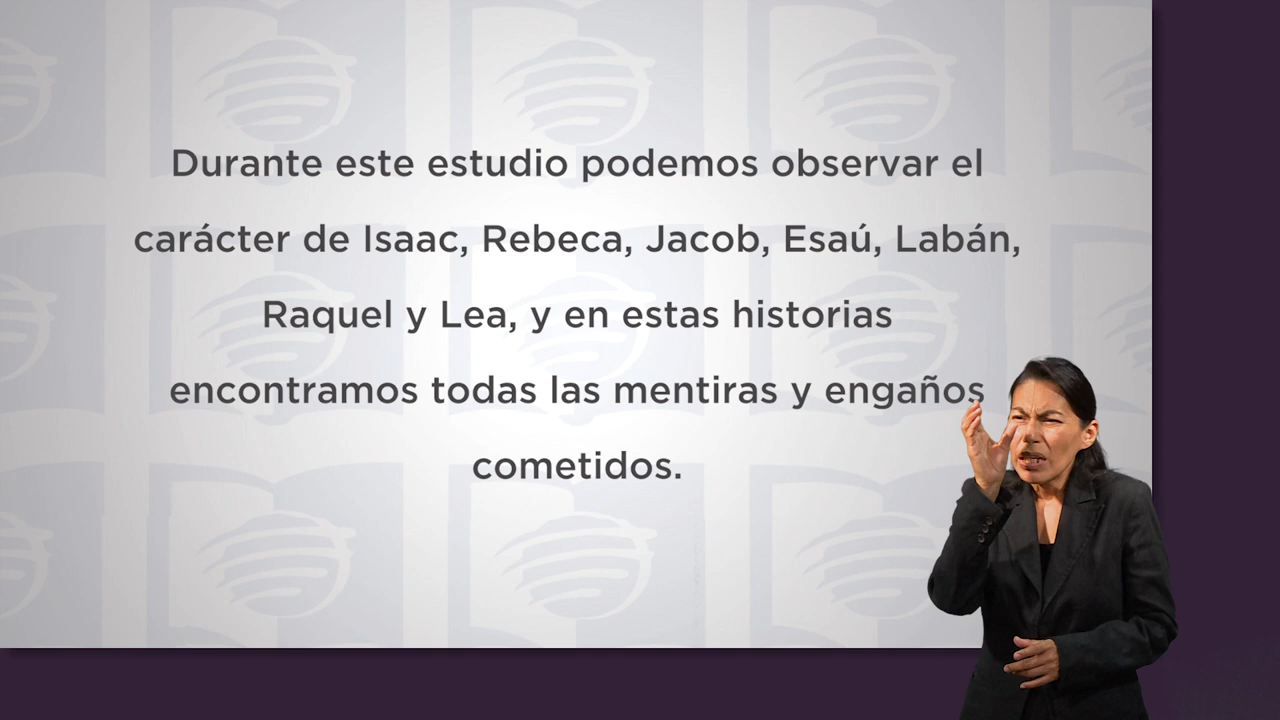 Durante este estudio podemos observar el
carácter de Isaac, Rebeca, Jacob, Esaú, Labán,
Raquel y Lea, y en estas historias
encontramos todas las mentiras y engaños
cometidos.